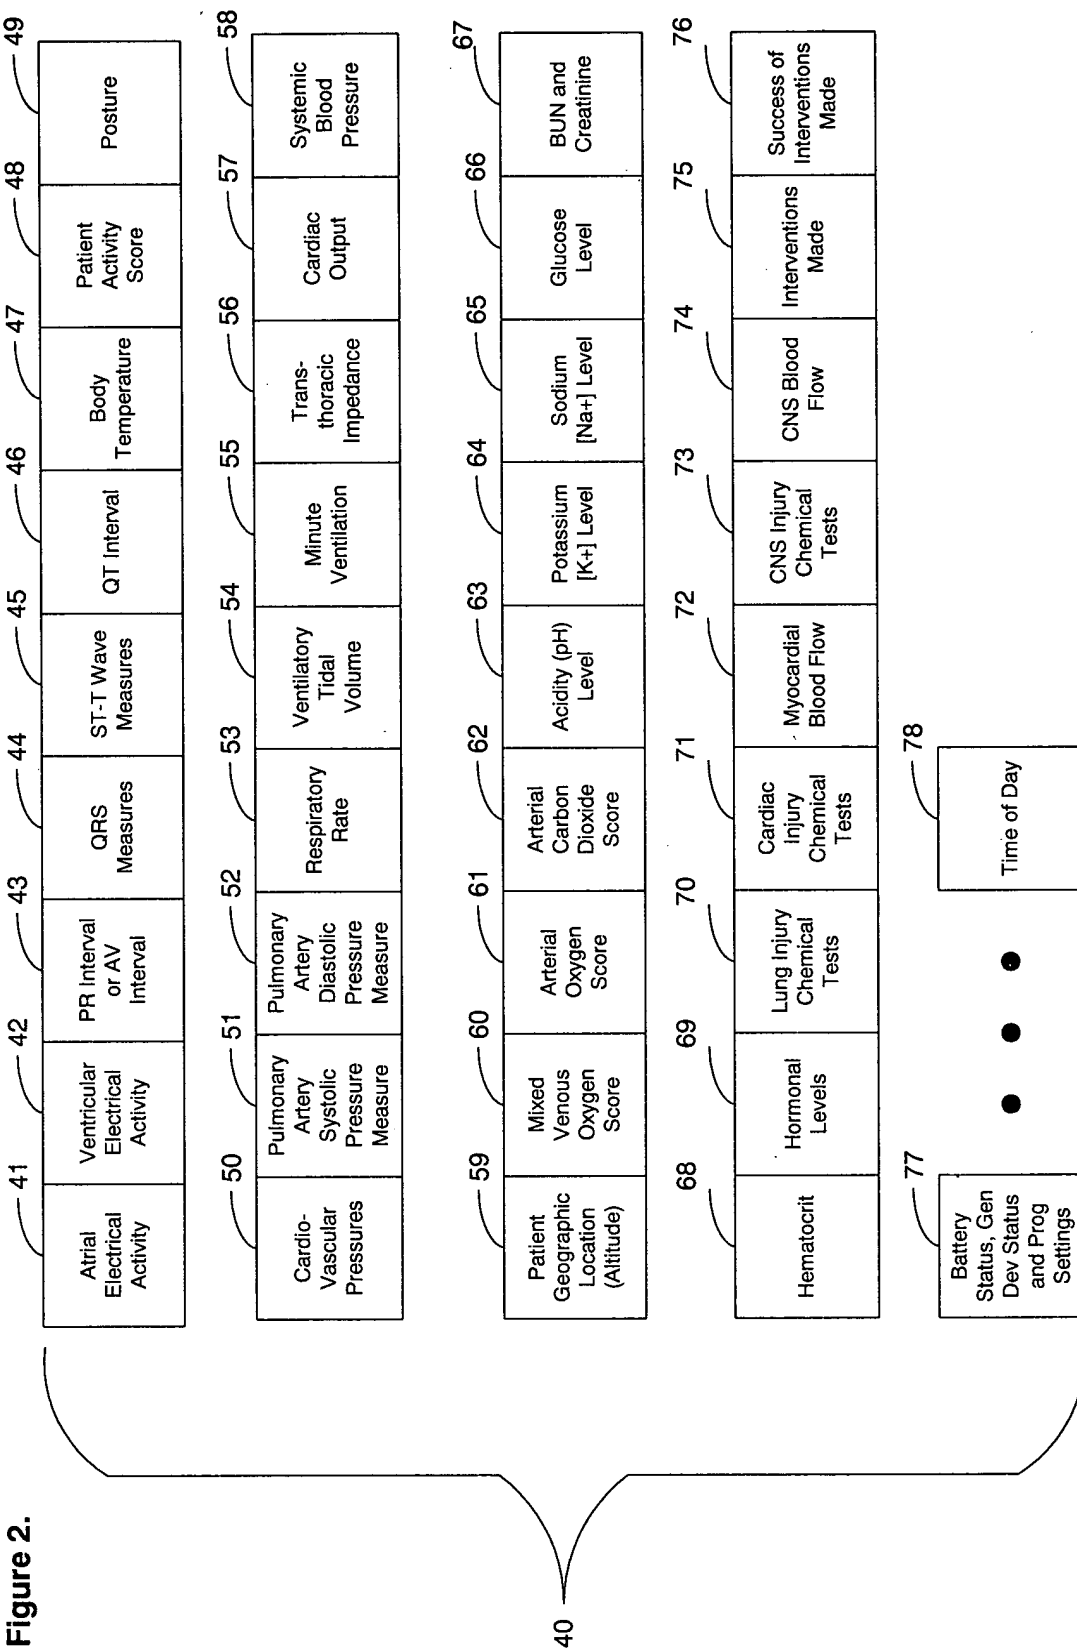 Figure 2.
40
41
42
43
44
45
46
47
48
49
Atrial
Electrical
Activity
Ventricular
Electrical
Activity
PR Interval
or AV
Interval
QRS
Measures
ST-T Wave
Measures
QT Interval
Body
Temperature
Patient
Activity
Score
Posture
50
51
52
53
54
55
56
57
58
Cardio-
Vascular
Pressures
Pulmonary
Artery
Systolic
Pressure
Measure
Pulmonary
Artery
Diastolic
Pressure
Measure
Respiratory
Rate
Ventilatory
Tidal
Volume
Minute
Ventilation
Trans-
thoracic
Impedance
Cardiac
Output
Systemic
Blood
Pressure
59
60
61
62
63
64
65
66
67
Patient
Geographic
Location
(Altitude)
Mixed
Venous
Oxygen
Score
Arterial
Oxygen
Score
Arterial
Carbon
Dioxide
Score
Acidity (pH)
Level
Potassium
[K+] Level
Sodium
[Na+] Level
Glucose
Level
BUN and
Creatinine
68
69
70
71
72
73
74
75
76
Hematocrit
Hormonal
Levels
Lung Injury
Chemical
Tests
Cardiac
Injury
Chemical
Tests
Myocardial
Blood Flow
CNS Injury
Chemical
Tests
CNS Blood
Flow
Interventions
Made
Success of
Interventions
Made
77
78
Battery
Status, Gen
Dev Status
and Prog
Settings
Time of Day